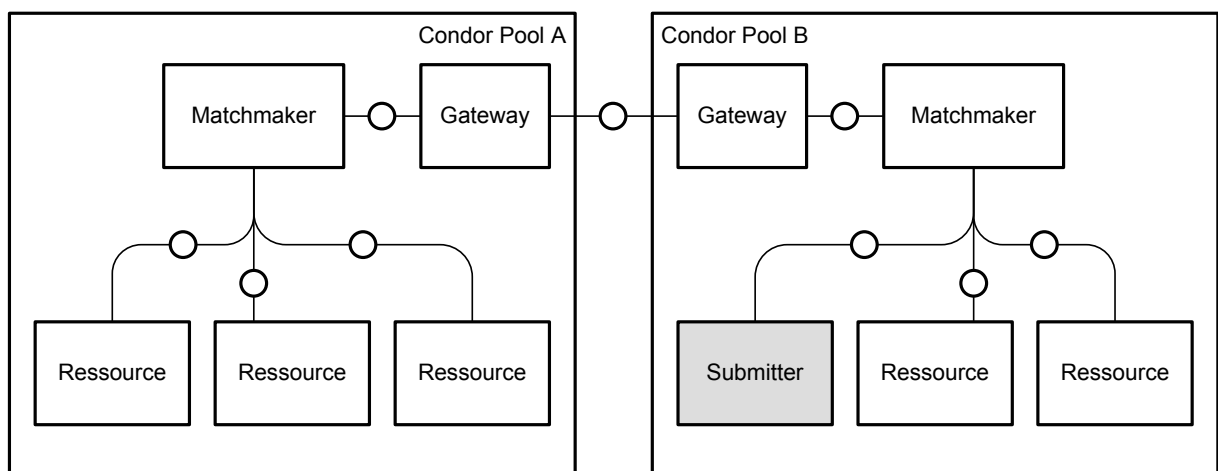 Condor Pool A
Condor Pool B
Matchmaker
Gateway
Gateway
Matchmaker
Ressource
Ressource
Ressource
Submitter
Ressource
Ressource